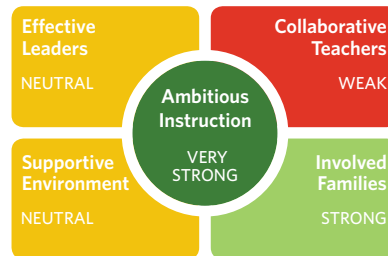 Effective
Leaders
NEUTRAL
Collaborative
Teachers
WEAK
Ambitious
Instruction
VERY
STRONG
Supportive
Environment
NEUTRAL
Involved
Families
STRONG